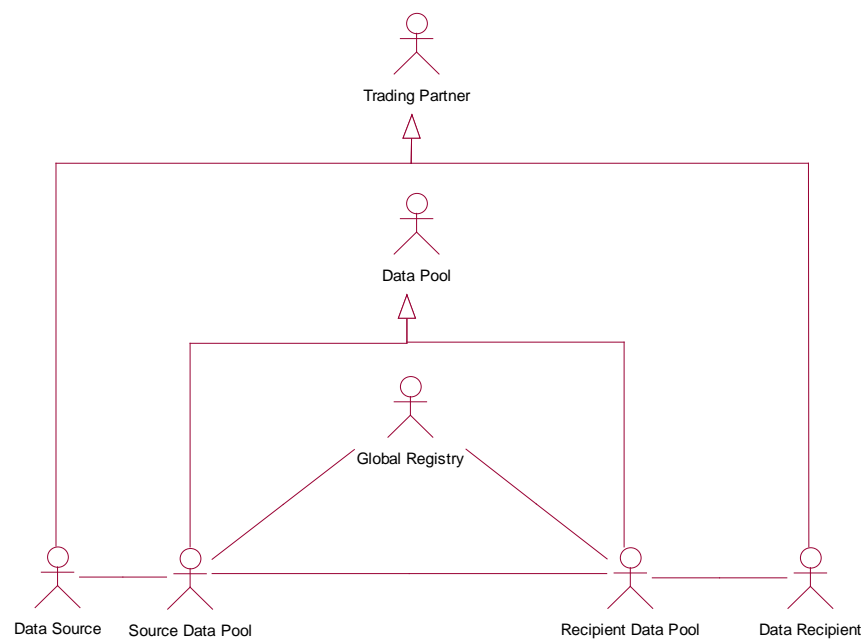 Trading Partner
Data Pool
Global Registry
Data Source
Source Data Pool
Recipient Data Pool
Data Recipient